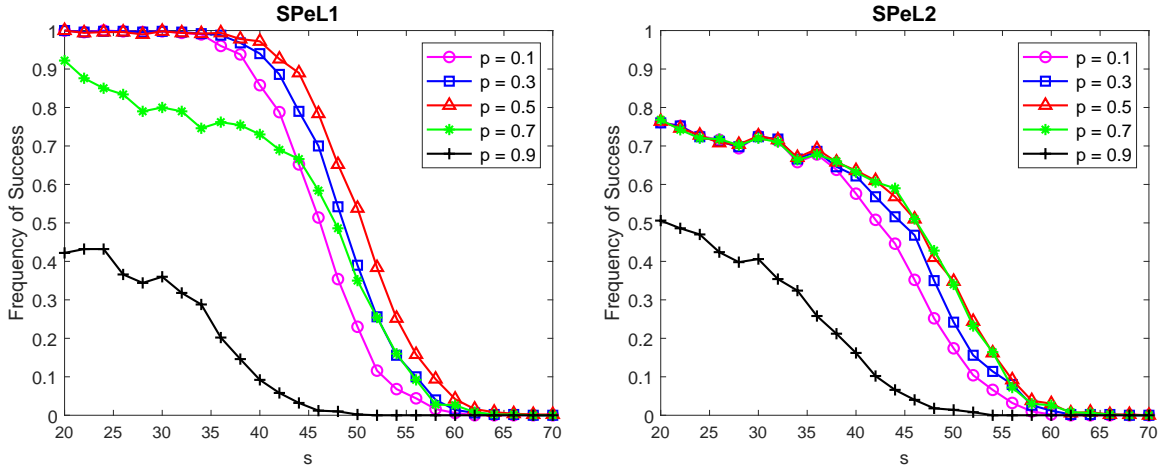 SPeL1
Frequency of Success
1
0.9
0.8
0.7
0.6
0.5
0.4
0.3
0.2
0.1
0
20 25 30 35 40 45 50 55 60 65 70
s
p = 0.1
p = 0.3
p = 0.5
p = 0.7
p = 0.9
SPeL2
Frequency of Success
1
0.9
0.8
0.7
0.6
0.5
0.4
0.3
0.2
0.1
0
20 25 30 35 40 45 50 55 60 65 70
s
p = 0.1
p = 0.3
p = 0.5
p = 0.7
p = 0.9